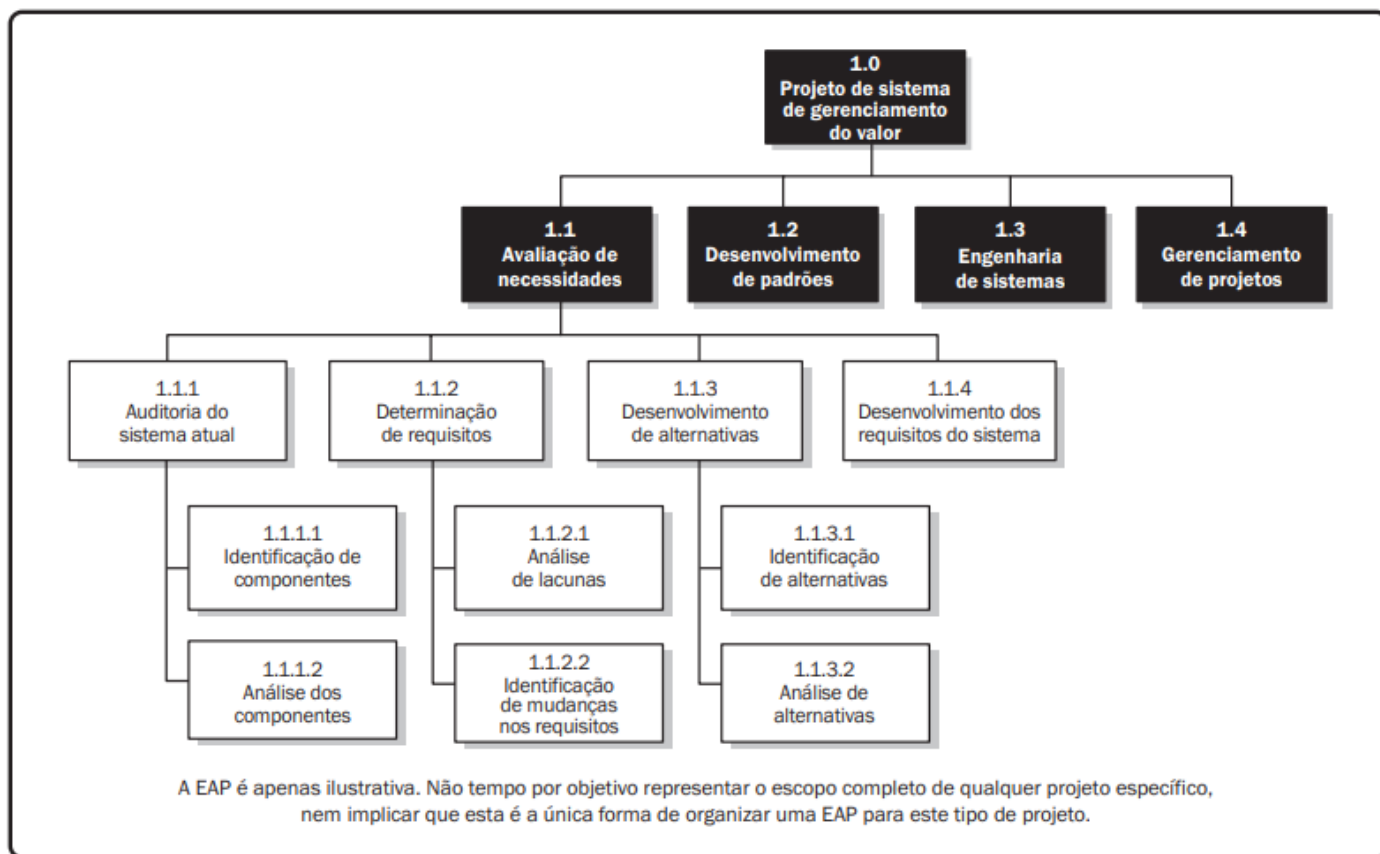 1.0
Projeto de sistema
de gerenciamento
do valor
1.1
Avaliação de
necessidades
1.2
Desenvolvimento
de padrões
1.3
Engenharia
de sistemas
1.4
Gerenciamento
de projetos
1.1.1
Auditoria do
sistema atual
1.1.2
Determinação
de requisitos
1.1.3
Desenvolvimento
de alternativas
1.1.4
Desenvolvimento dos
requisitos do sistema
1.1.1.1
Identificação de
componentes
1.1.2.1
Análise
de lacunas
1.1.3.1
Identificação
de alternativas
1.1.1.2
Análise dos
componentes
1.1.2.2
Identificação
de mudanças
nos requisitos
1.1.3.2
Análise de
alternativas
A EAP é apenas ilustrativa. Não tempo por objetivo representar o escopo completo de qualquer projeto específico,
nem implicar que esta é a única forma de organizar uma EAP para este tipo de projeto.